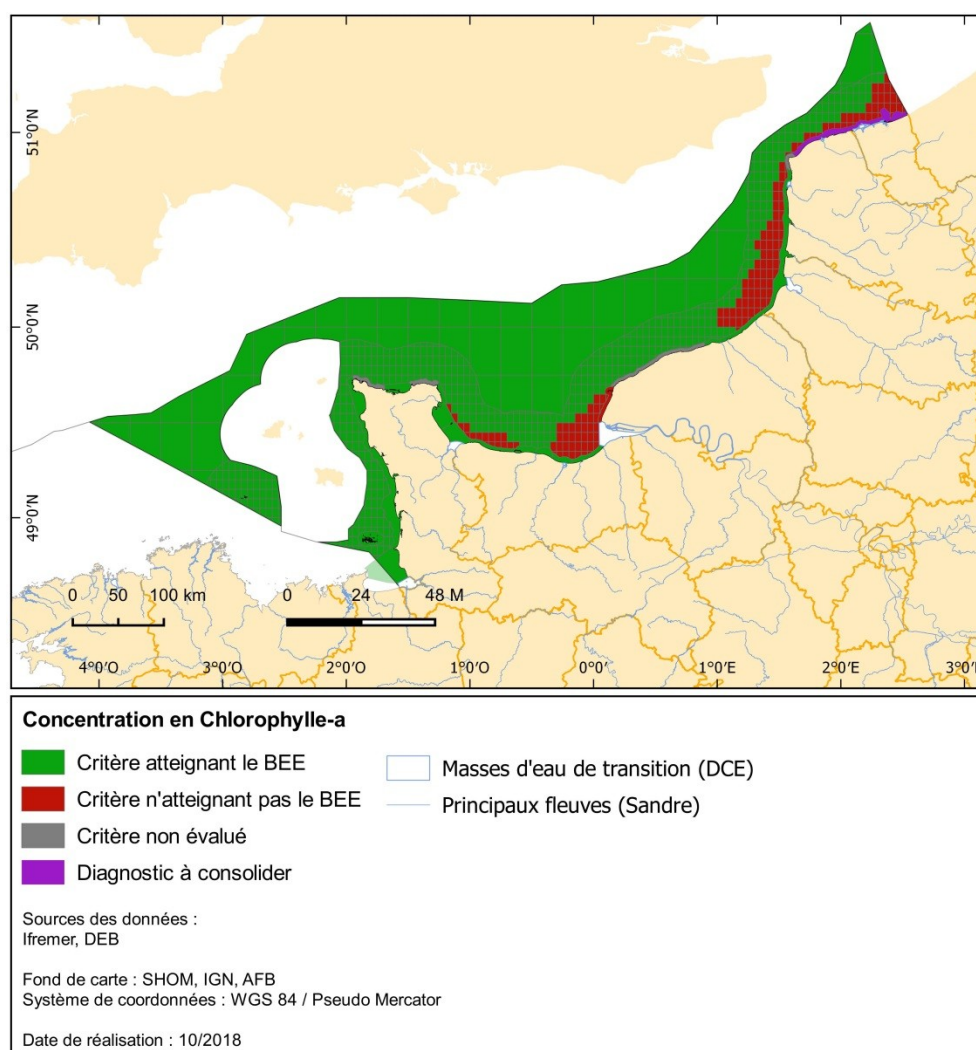 51°0'N
50°0'N
49°0'N
0 50 100 km
0 24 48 M
4°0'O 3°0'O 2°0'O 1°0'O 0°0' 1°0'E 2°0'E
Concentration en Chlorophylle-a
Critère atteignant le BEE
Critère n'atteignant pas le BEE
Critère non évalué
Diagnostic à consolider
Masses d'eau de transition (DCE)
Principaux fleuves (Sandre)
Sources des données :
Ifremer, DEB
Fond de carte : SHOM, IGN, AFB
Système de coordonnées : WGS 84 / Pseudo Mercator
Date de réalisation : 10/2018